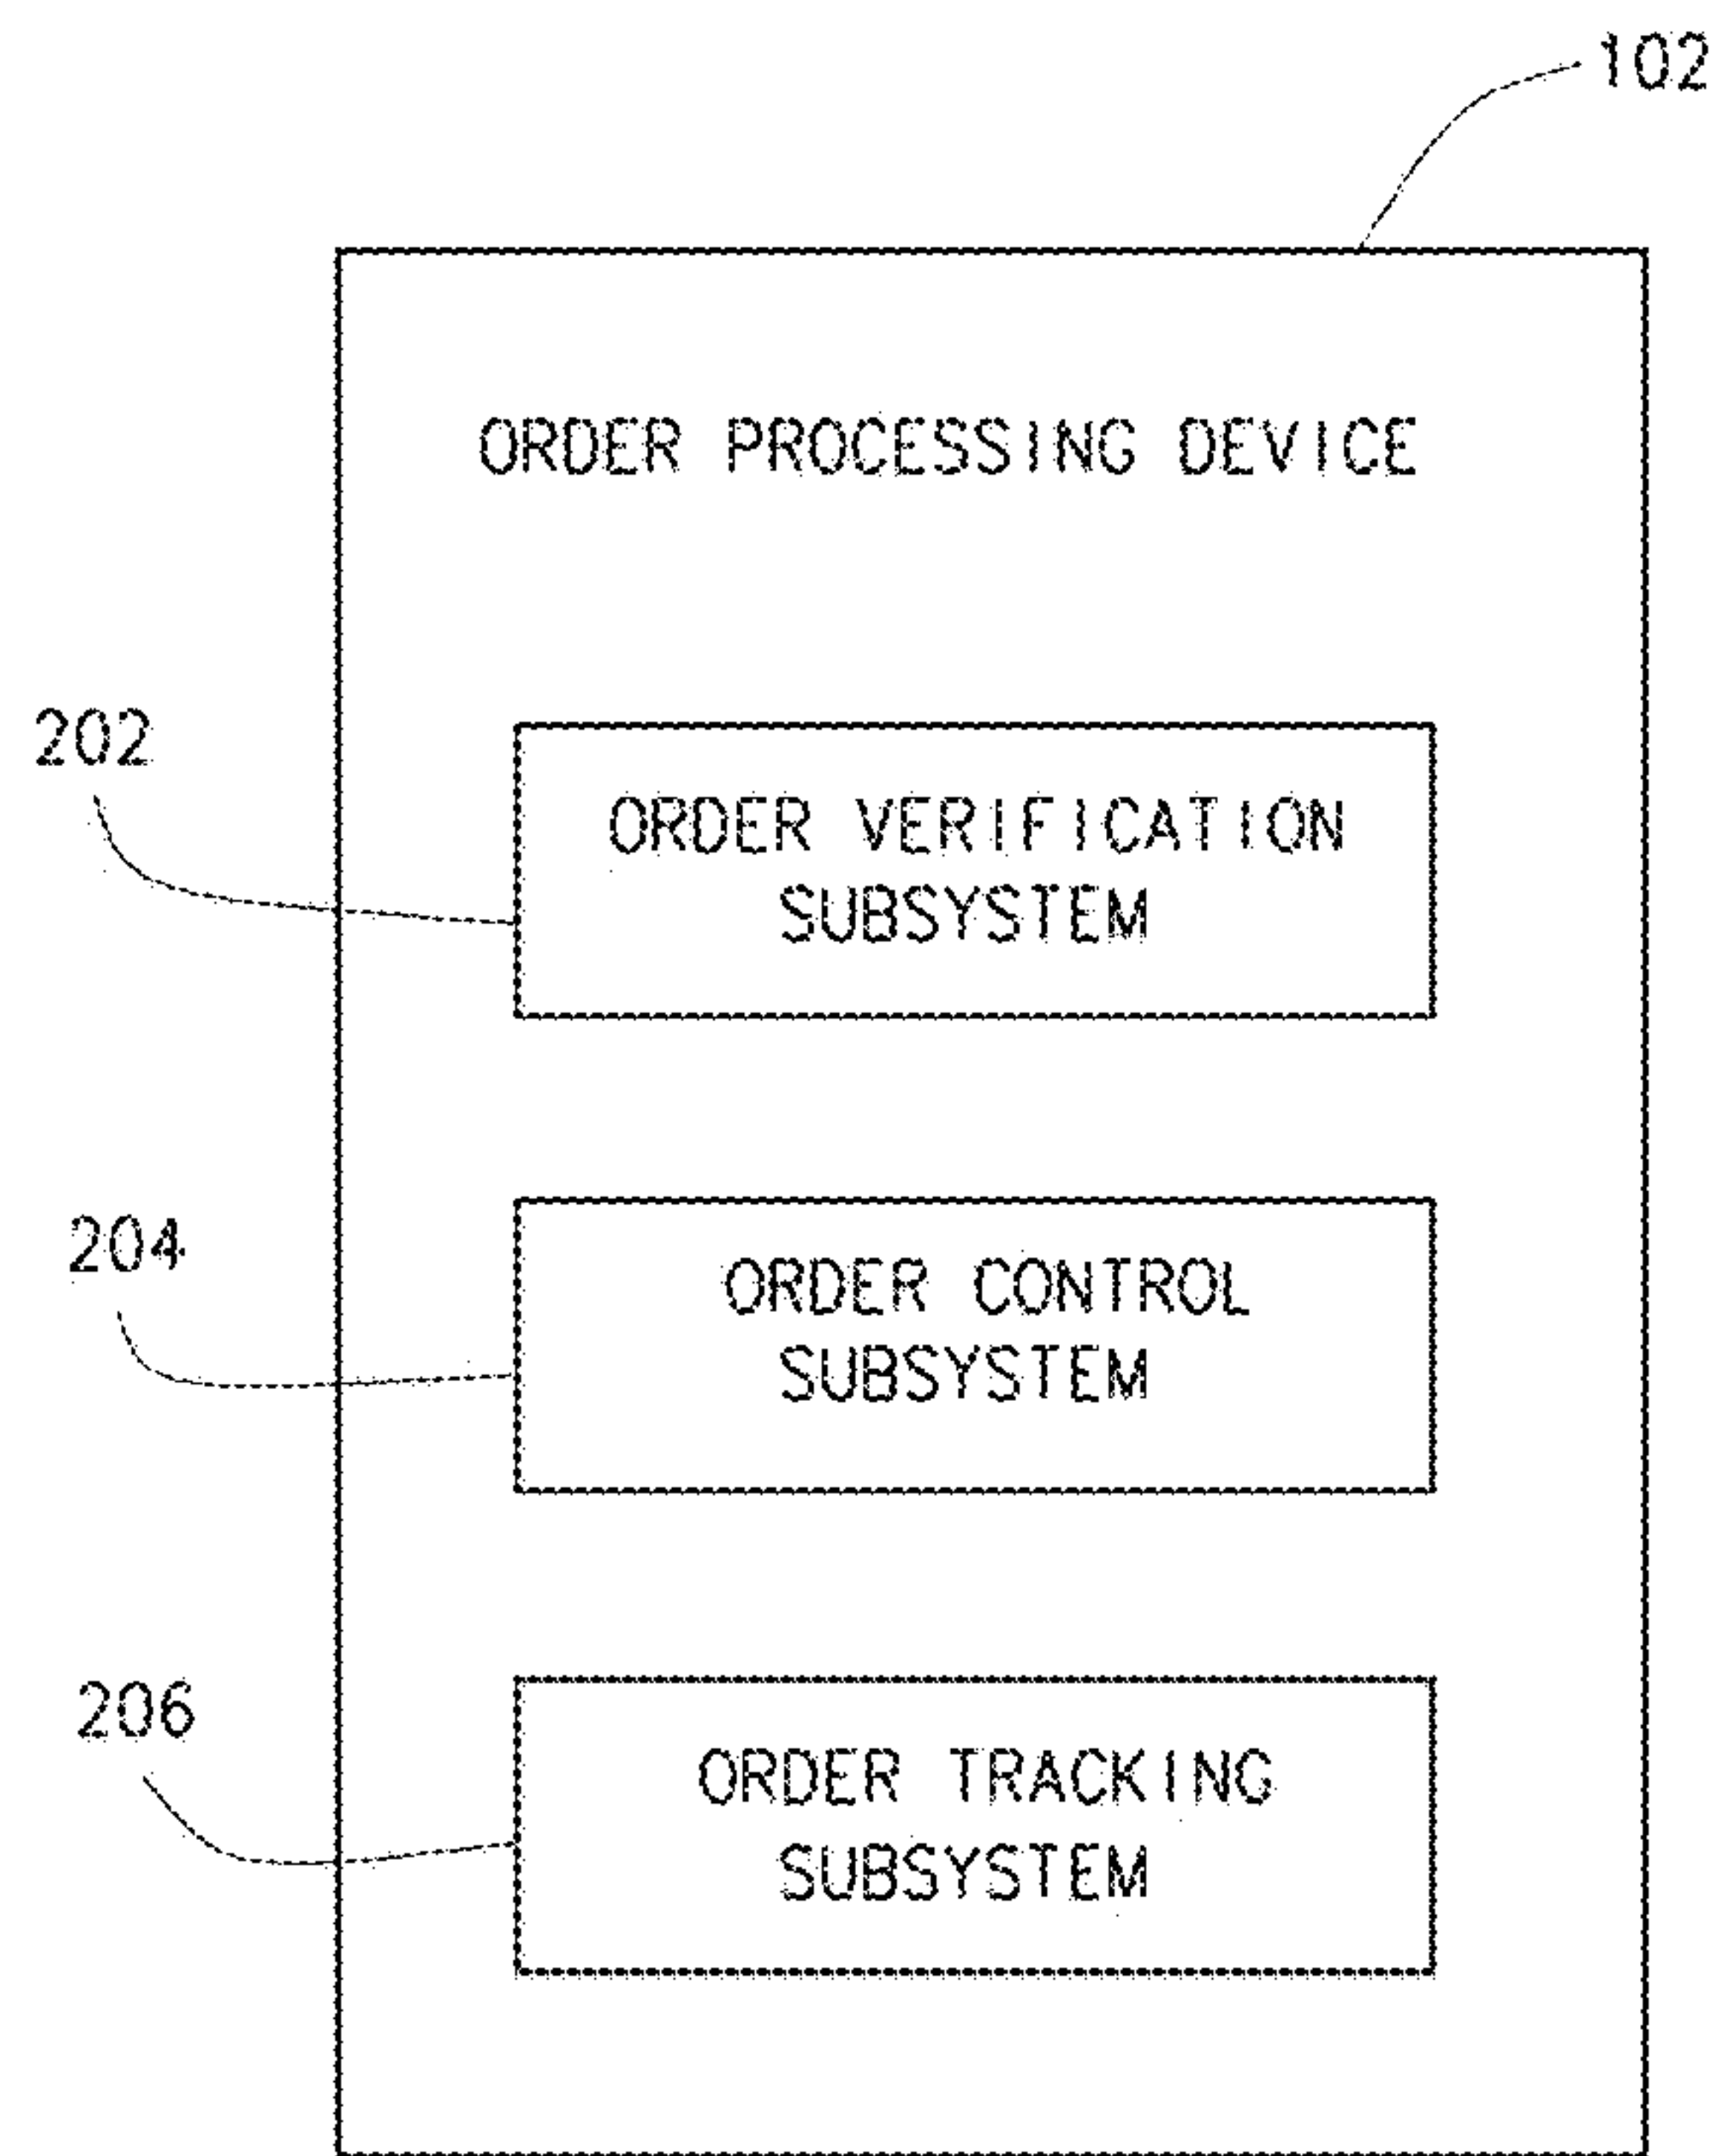 102
ORDER PROCESSING DEVICE
202
ORDER VERIFICATION
SUBSYSTEM
204
ORDER CONTROL
SUBSYSTEM
206
ORDER TRACKING
SUBSYSTEM